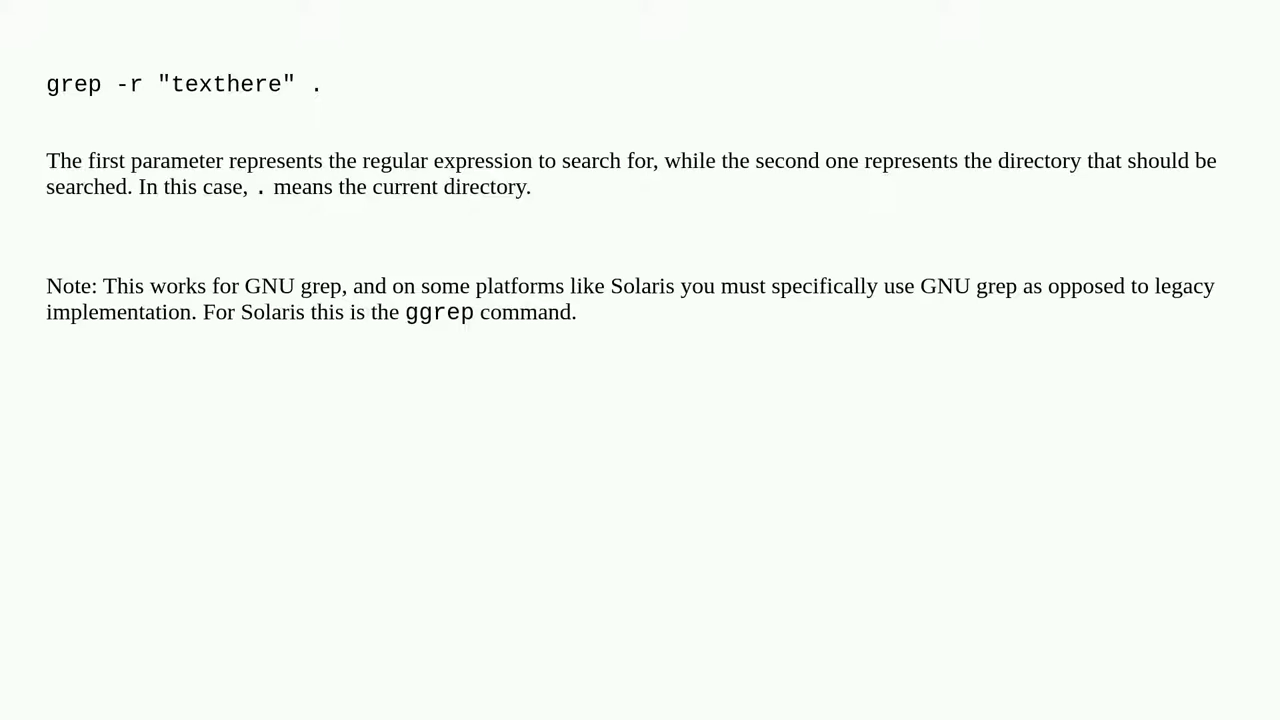 grep -r "texthere" .
The first parameter represents the regular expression to search for, while the second one represents the directory that should be
searched. In this case, . means the current directory.
Note: This works for GNU grep, and on some platforms like Solaris you must specifically use GNU grep as opposed to legacy
implementation. For Solaris this is the ggrep command.